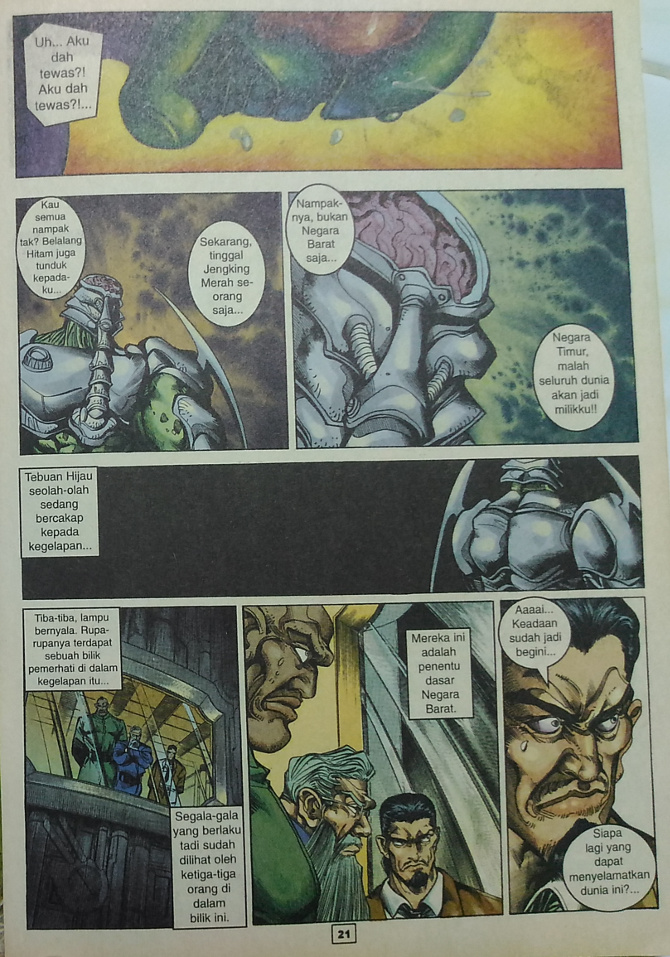 Uh... Aku
dah
tewas?!
Aku dah
tewas?!...
Kau
semua
nampak
tak? Belalang
Hitam juga
tunduk
kepada-
ku...
Sekarang,
tinggal
Jengking
Merah se-
orang
saja...
Nampak-
nya, bukan
Negara
Barat
saja...
Negara
Timur,
malah
seluruh dunia
akan jadi
milikku!!
Tebuan Hijau
seolah-olah
sedang
bercakap
kepada
kegelapan...
Tiba-tiba, lampu
bernyala. Rupa-
rupanya terdapat
sebuah bilik
pemerhati di dalam
kegelapan itu...
Segala-gala
yang berlaku
tadi sudah
dilihat oleh
ketiga-tiga
orang di
dalam
bilik ini.
Mereka ini
adalah
penentu
dasar
Negara
Barat.
Aaaai...
Keadaan
sudah jadi
begini...
Siapa
lagi yang
dapat
menyelamatkan
dunia ini?...
21